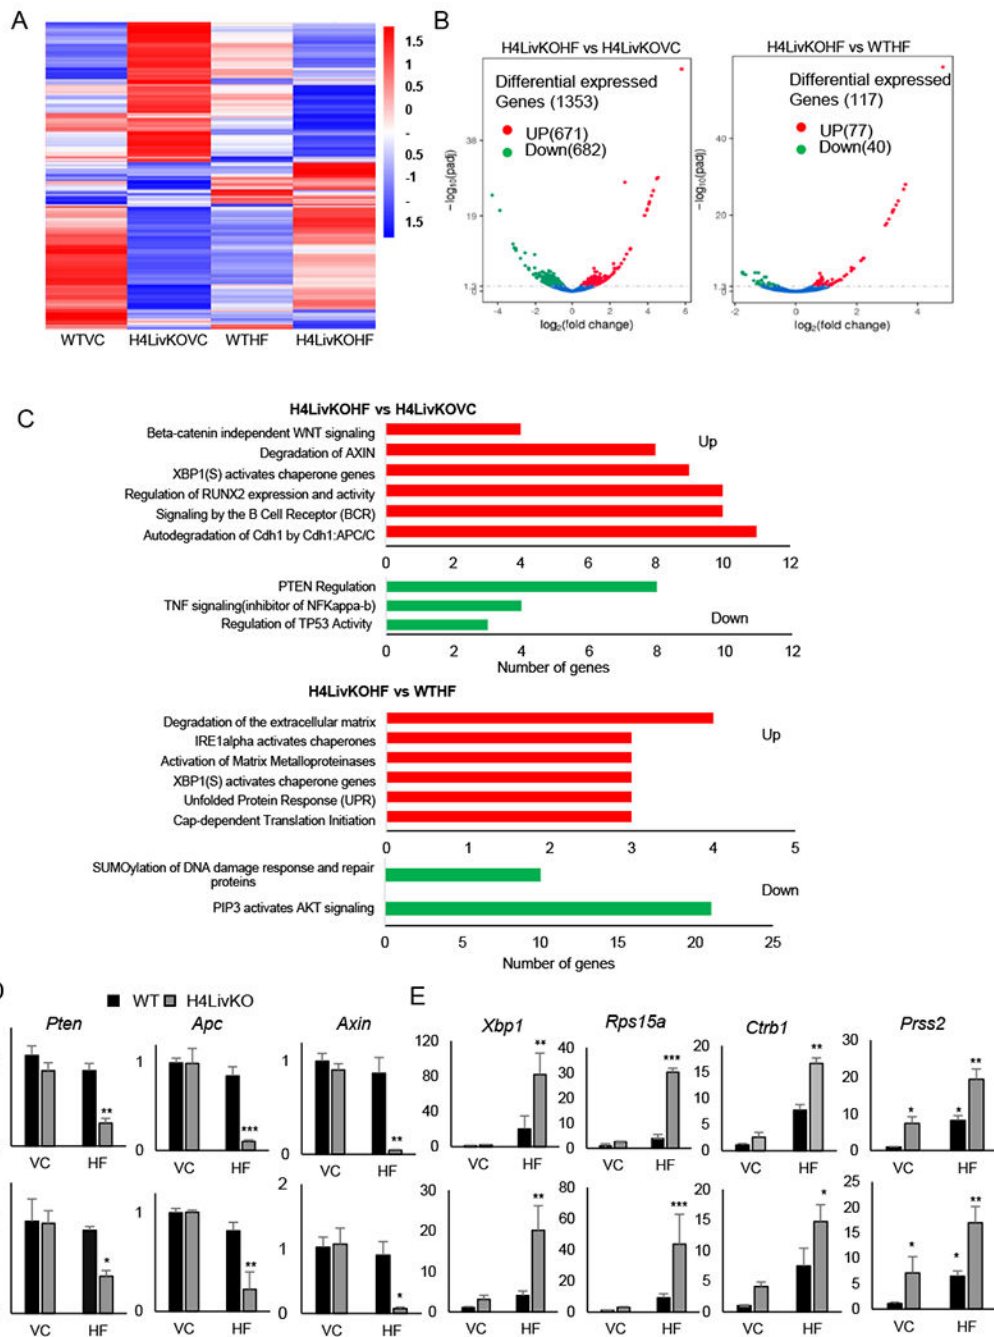 A
1.5
1
0.5
0
-
0.5
-1
-
1.5
WTVC H4LivKOVC WTHF H4LivKOHF
B
H4LivKOHF vs H4LivKOVC
Differential expressed
Genes (1353)
UP(671)
Down(682)
38
19
0
-log10(padj)
-4 -2 0 2 4 6
log2(fold change)
H4LivKOHF vs WTHF
Differential expressed
Genes (117)
UP(77)
Down(40)
40
20
0
-log10(padj)
-2 0 2 4
log2(fold change)
C
H4LivKOHF vs H4LivKOVC
Beta-catenin independent WNT signaling
Degradation of AXIN
XBP1(S) activates chaperone genes
Regulation of RUNX2 expression and activity
Signaling by the B Cell Receptor (BCR)
Autodegradation of Cdh1 by Cdh1:APC/C
Up
0 2 4 6 8 10 12
PTEN Regulation
TNF signaling(inhibitor of NFKappa-b)
Regulation of TP53 Activity
Down
0 2 4 6 8 10 12
Number of genes
H4LivKOHF vs WTHF
Degradation of the extracellular matrix
IRE1alpha activates chaperones
Activation of Matrix Metalloproteinases
XBP1(S) activates chaperone genes
Unfolded Protein Response (UPR)
Cap-dependent Translation Initiation
Up
0 1 2 3 4 5
SUMOylation of DNA damage response and repair
proteins
PIP3 activates AKT signaling
Down
0 5 10 15 20 25
Number of genes
WT H4LivKO
Pten
**
VC HF
Apc
1
0
***
VC HF
Axin
1
0
**
VC HF
*
VC HF
1
0
**
VC HF
2
1
0
*
VC HF
E
Xbp1
120
80
40
0
**
VC HF
Rps15a
40
30
20
10
0
***
VC HF
Ctrb1
20
15
10
5
0
**
VC HF
Prss2
30
20
10
0
* * **
VC HF
30
20
10
0
**
VC HF
80
60
40
20
0
***
VC HF
20
15
10
5
0
*
VC HF
25
20
15
10
5
0
* * **
VC HF